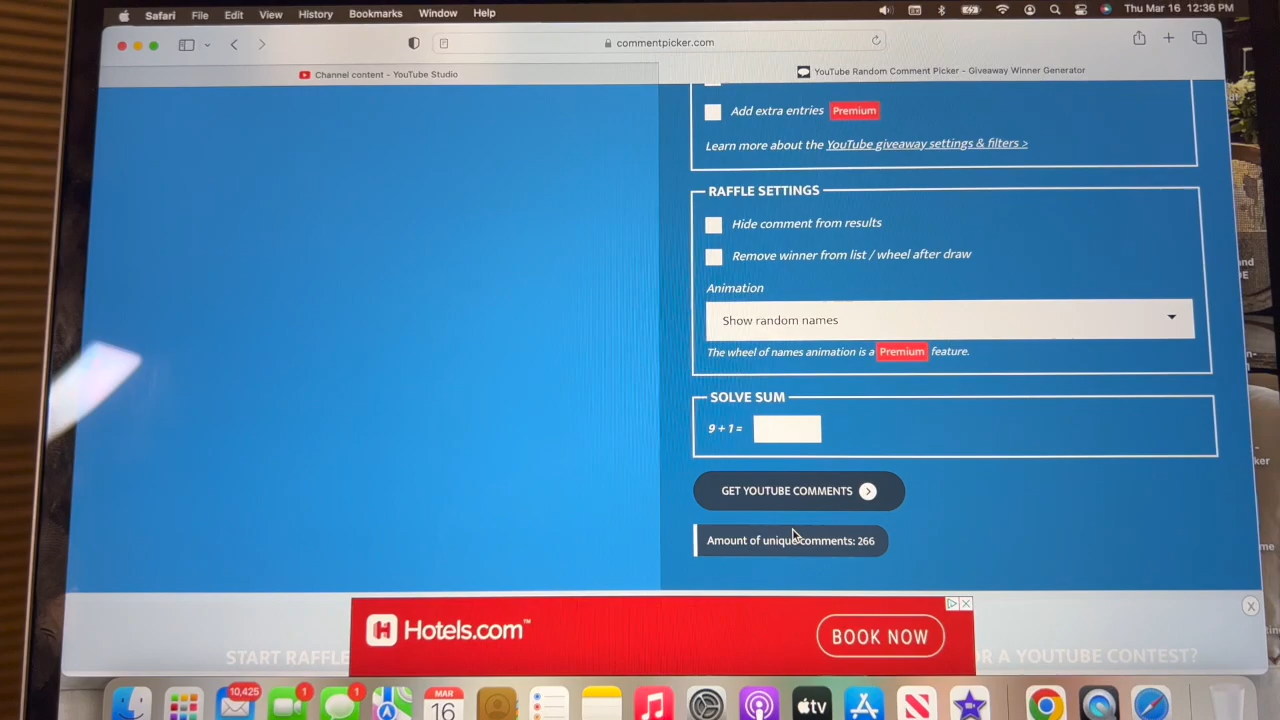 Safari File Edit View History Bookmarks Window Help Thu Mar 16 12:36 PM
commentpicker.com
Channel content - YouTube Studio
YouTube Random Comment Picker - Giveaway Winner Generator
Add extra entries Premium
Learn more about the YouTube giveaway settings & filters >
RAFFLE SETTINGS
Hide comment from results
Remove winner from list / wheel after draw
Animation
Show random names
The wheel of names animation is a Premium feature.
SOLVE SUM
9 + 1 =
GET YOUTUBE COMMENTS
Amount of unique comments: 266
Hotels.com™
BOOK NOW
START RAFFLE
R A YOUTUBE CONTEST?
10,425
1
1
MAR
16
tv